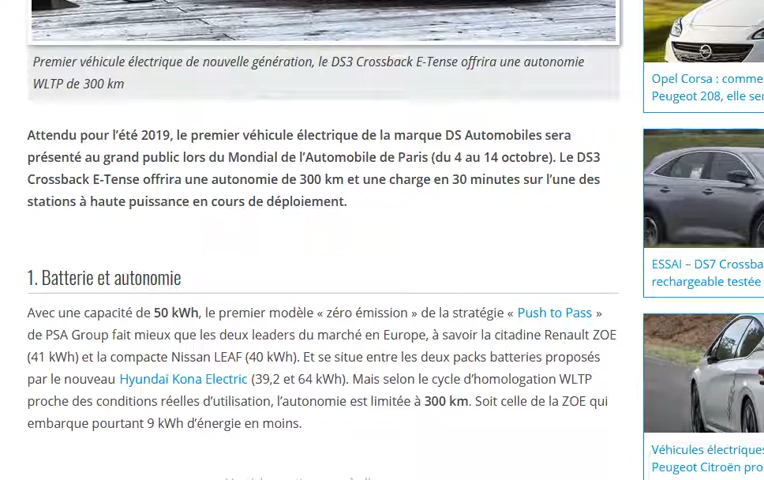 Premier véhicule électrique de nouvelle génération, le DS3 Crossback E-Tense offrira une autonomie
WLTP de 300 km
Attendu pour l'été 2019, le premier véhicule électrique de la marque DS Automobiles sera
présenté au grand public lors du Mondial de l'Automobile de Paris (du 4 au 14 octobre). Le DS3
Crossback E-Tense offrira une autonomie de 300 km et une charge en 30 minutes sur l'une des
stations à haute puissance en cours de déploiement.
1. Batterie et autonomie
Avec une capacité de 50 kWh, le premier modèle « zéro émission » de la stratégie « Push to Pass »
de PSA Group fait mieux que les deux leaders du marché en Europe, à savoir la citadine Renault ZOE
(41 kWh) et la compacte Nissan LEAF (40 kWh). Et se situe entre les deux packs batteries proposés
par le nouveau Hyundai Kona Electric (39,2 et 64 kWh). Mais selon le cycle d'homologation WLTP
proche des conditions réelles d'utilisation, l'autonomie est limitée à 300 km. Soit celle de la ZOE qui
embarque pourtant 9 kWh d'énergie en moins.
Opel Corsa : comme
Peugeot 208, elle ser
ESSAI – DS7 Crossba
rechargeable testée
Véhicules électriques
Peugeot Citroën pro